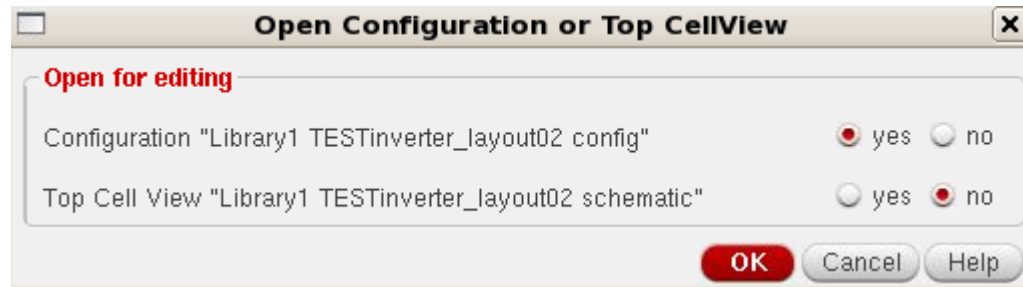 Open Configuration or Top CellView
Open for editing
Configuration "Library1 TESTinverter_layout02 config" yes no
Top Cell View "Library1 TESTinverter_layout02 schematic" yes no
OK Cancel Help